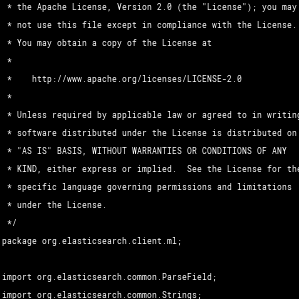 * the Apache License, Version 2.0 (the "License"); you may
* not use this file except in compliance with the License.
* You may obtain a copy of the License at
*
*    http://www.apache.org/licenses/LICENSE-2.0
*
* Unless required by applicable law or agreed to in writing
* software distributed under the License is distributed on
* "AS IS" BASIS, WITHOUT WARRANTIES OR CONDITIONS OF ANY
* KIND, either express or implied.  See the License for the
* specific language governing permissions and limitations
* under the License.
*/
package org.elasticsearch.client.ml;
import org.elasticsearch.common.ParseField;
import org.elasticsearch.common.Strings;